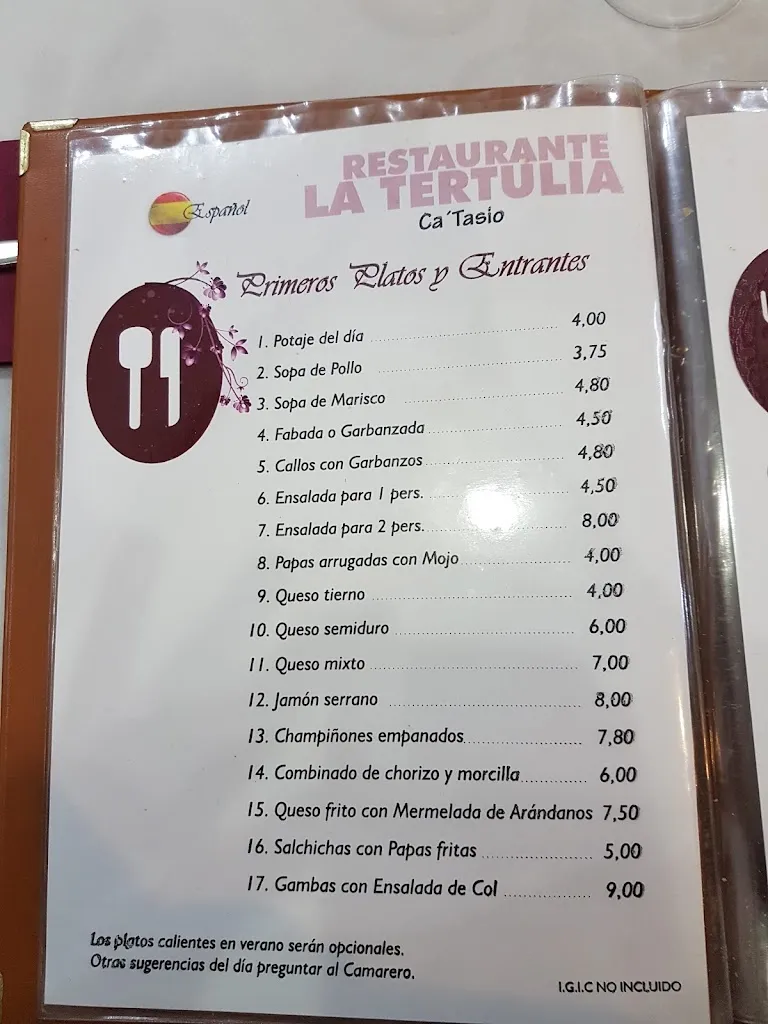 RESTAURANTE
LA TERTULIA
Ca´Tasio
Español
Primeros Platos y Entrantes
1. Potaje del día ........ 4,00
2. Sopa de Pollo ........ 3,75
3. Sopa de Marisco ........ 4,80
4. Fabada o Garbanzada ........ 4,50
5. Callos con Garbanzos ........ 4,80
6. Ensalada para 1 pers. ........ 4,50
7. Ensalada para 2 pers. ........ 8,00
8. Papas arrugadas con Mojo ........ 4,00
9. Queso tierno ........ 4,00
10. Queso semiduro ........ 6,00
11. Queso mixto ........ 7,00
12. Jamón serrano ........ 8,00
13. Champiñones empanados ........ 7,80
14. Combinado de chorizo y morcilla ........ 6,00
15. Queso frito con Mermelada de Arándanos 7,50
16. Salchichas con Papas fritas ........ 5,00
17. Gambas con Ensalada de Col ........ 9,00
Los platos calientes en verano serán opcionales.
Otras sugerencias del día preguntar al Camarero.
I.G.I.C NO INCLUIDO